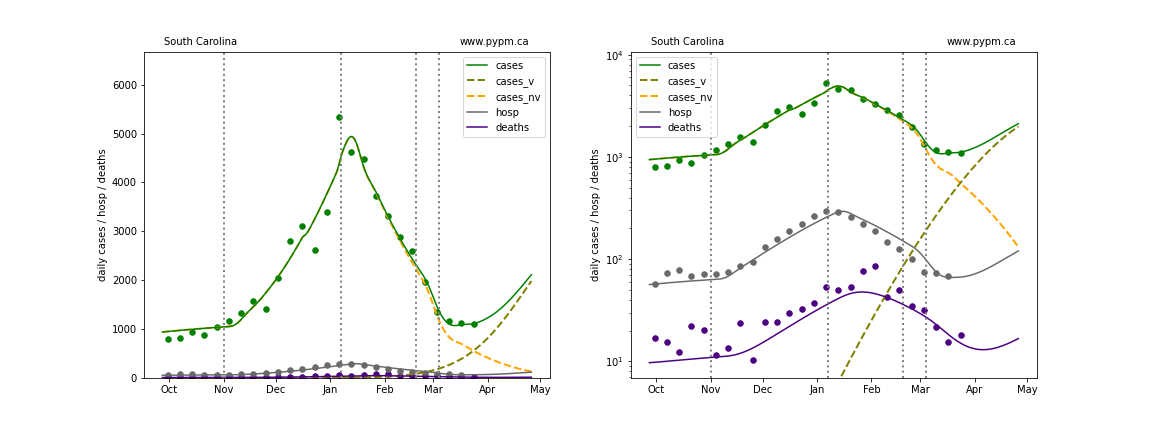 South Carolina www.pypm.ca
cases
cases_v
cases_nv
hosp
deaths
daily cases / hosp / deaths
6000
5000
4000
3000
2000
1000
0
Oct Nov Dec Jan Feb Mar Apr May
South Carolina www.pypm.ca
cases
cases_v
cases_nv
hosp
deaths
daily cases / hosp / deaths
10⁴
10³
10²
10¹
Oct Nov Dec Jan Feb Mar Apr May